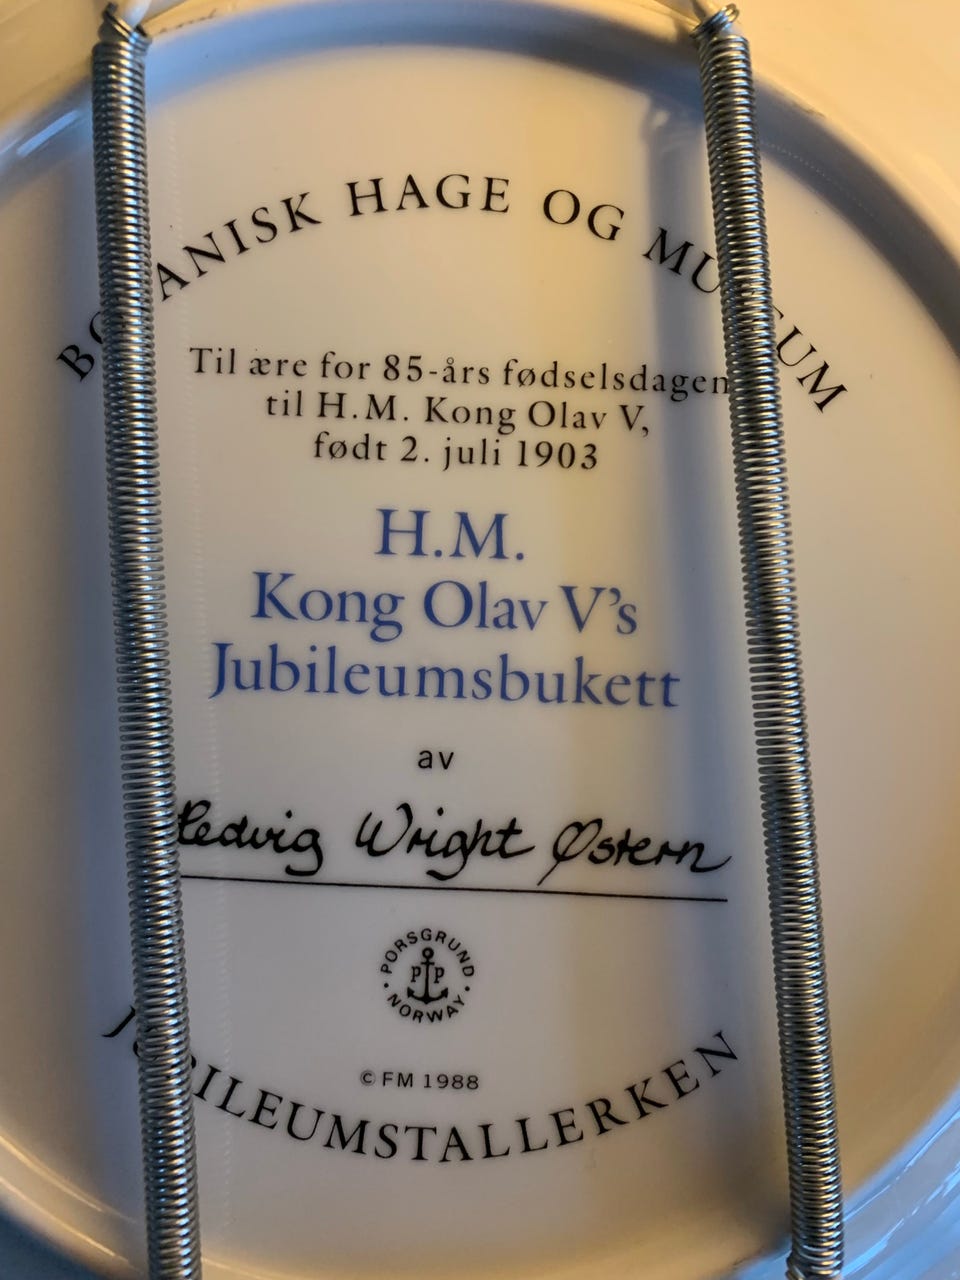 BOTANISK HAGE OG MUSEUM
Til ære for 85-års fødselsdagen
til H.M. Kong Olav V,
født 2. juli 1903
H.M.
Kong Olav V's
Jubileumsbukett
av
Hedvig Wright Østern
PORSGRUND
PP
NORWAY
© FM 1988
JUBILEUMSTALLERKEN